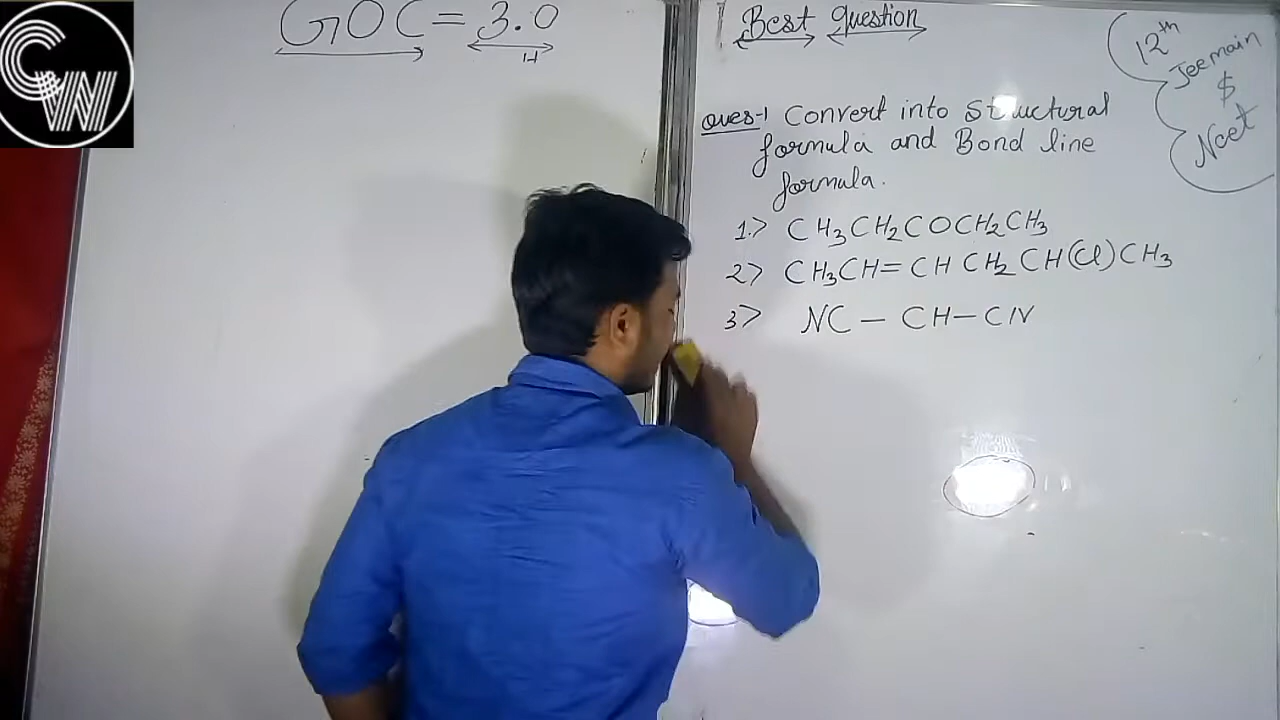 GOC = 3.0
Best question
12th
Jee main
$
Neet
Ques-1 Convert into Structural
formula and Bond line
formula.
1.> CH3CH2COCH2CH3
2> CH3CH=CH CH2 CH(Cl)CH3
3> NC — CH — CN
CW